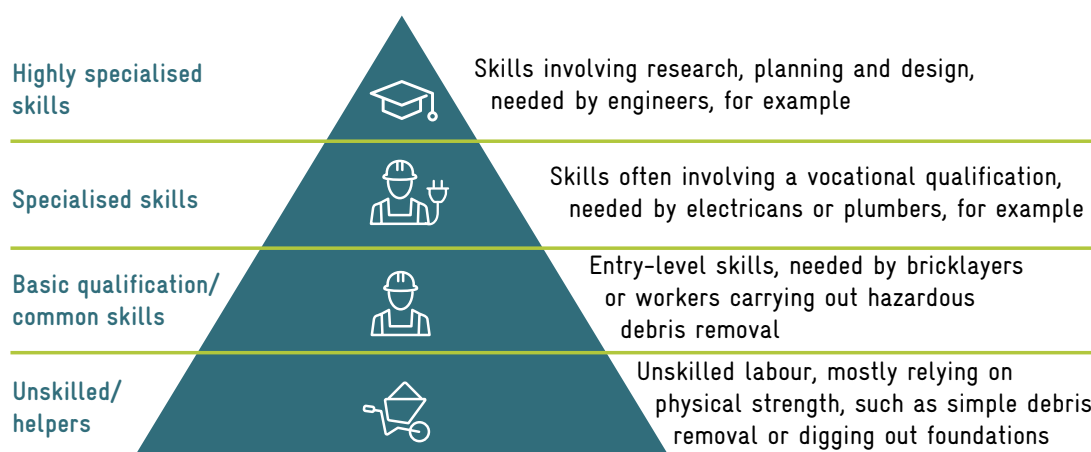 Highly specialised
skills
Skills involving research, planning and design,
needed by engineers, for example
Specialised skills
Skills often involving a vocational qualification,
needed by electricans or plumbers, for example
Basic qualification/
common skills
Entry-level skills, needed by bricklayers
or workers carrying out hazardous
debris removal
Unskilled/
helpers
Unskilled labour, mostly relying on
physical strength, such as simple debris
removal or digging out foundations